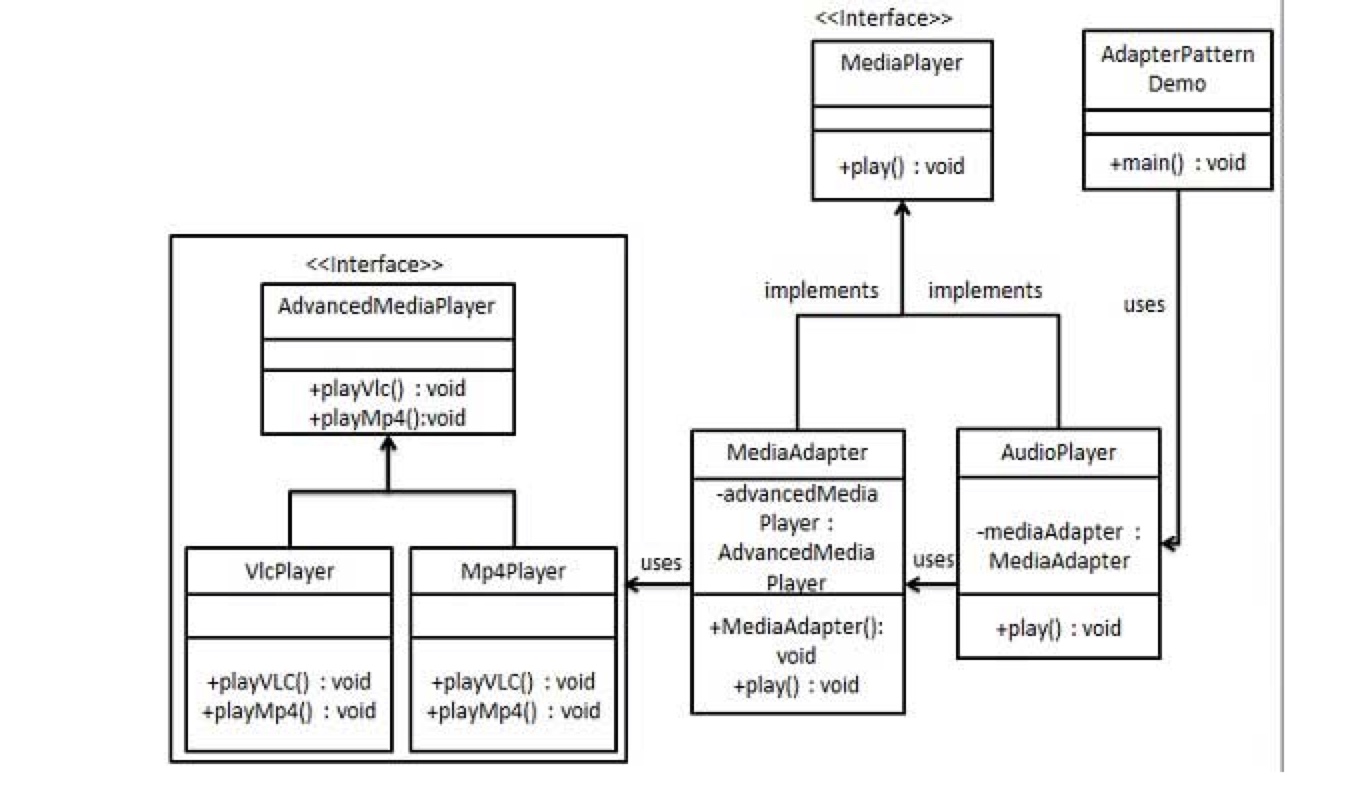 <<Interface>>
MediaPlayer
+play() : void
AdapterPattern
Demo
+main() : void
implements
implements
uses
<<Interface>>
AdvancedMediaPlayer
+playVlc() : void
+playMp4():void
VlcPlayer
+playVLC() : void
+playMp4() : void
Mp4Player
+playVLC() : void
+playMp4() : void
uses
MediaAdapter
-advancedMedia
Player :
AdvancedMedia
Player
+MediaAdapter():
void
+play() : void
uses
AudioPlayer
-mediaAdapter :
MediaAdapter
+play() : void